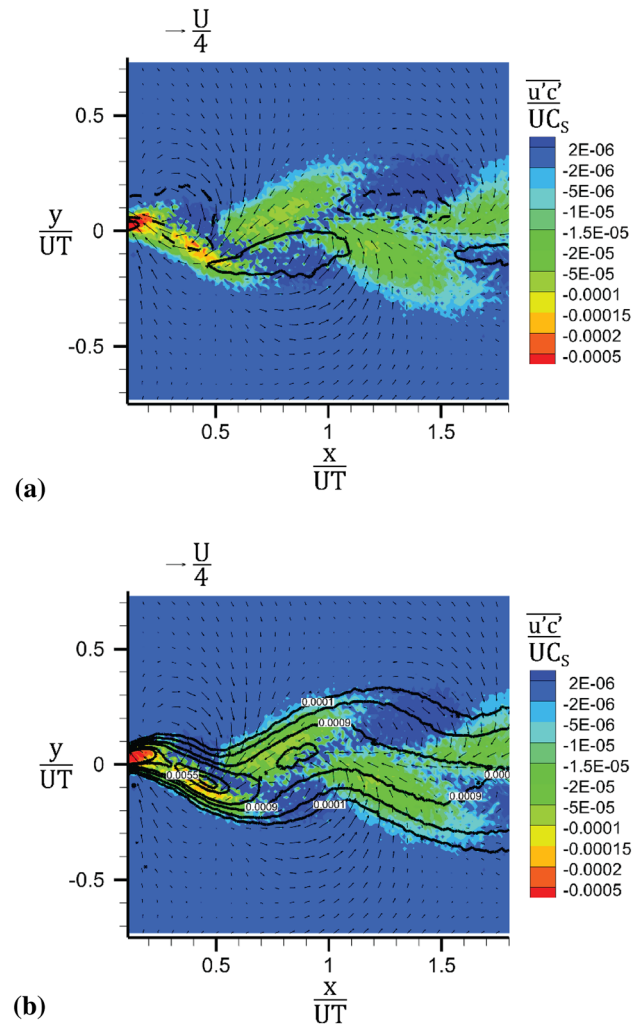 → U
4
u'c'
UCs
2E-06
-2E-06
-5E-06
-1E-05
-1.5E-05
-2E-05
-5E-05
-0.0001
-0.00015
-0.0002
-0.0005
0.5
y
UT
0
-0.5
0.5
1
1.5
x
UT
(a)
→ U
4
u'c'
UCs
2E-06
-2E-06
-5E-06
-1E-05
-1.5E-05
-2E-05
-5E-05
-0.0001
-0.00015
-0.0002
-0.0005
0.5
0.0001
0.0009
y
UT
0
0.0055
0.000
0.0009
0.0009
0.0001
-0.5
0.5
1
1.5
x
UT
(b)